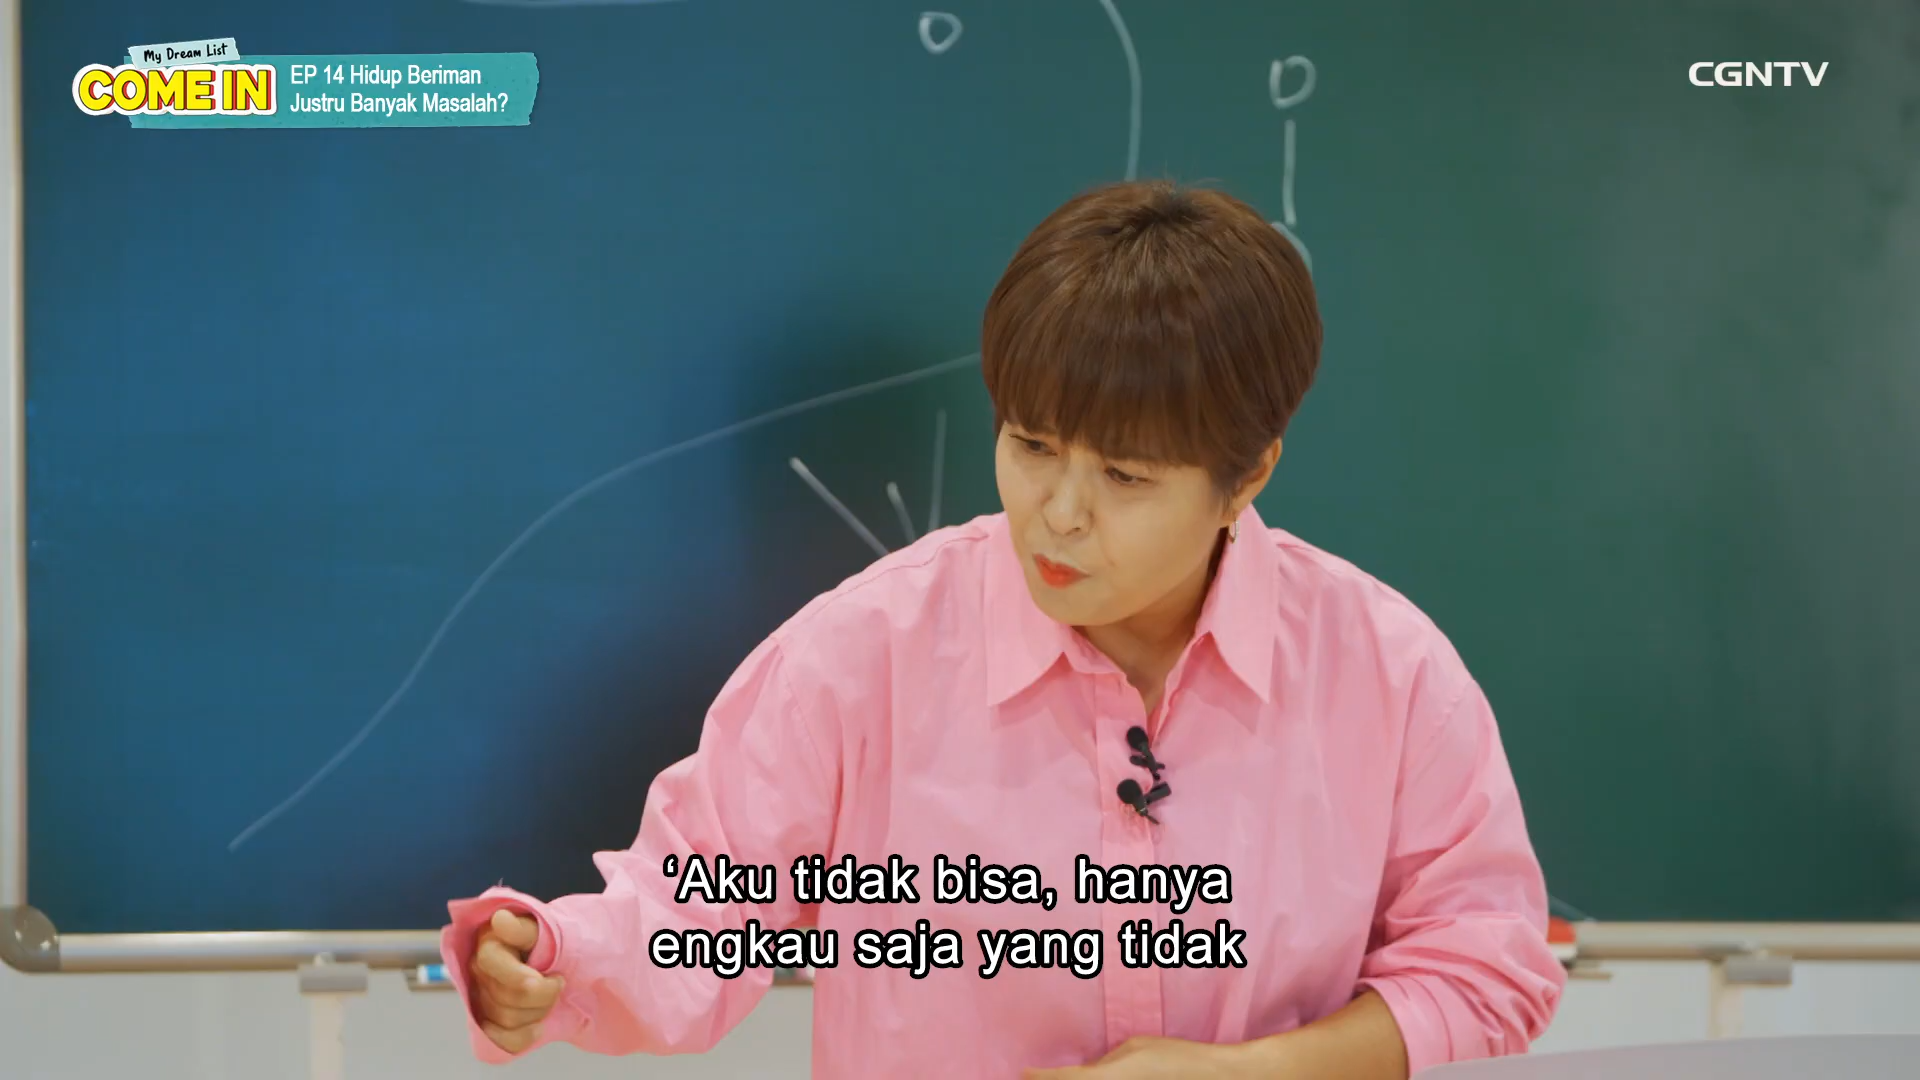 My Dream List
COME IN
EP 14 Hidup Beriman
Justru Banyak Masalah?
CGNTV
‘Aku tidak bisa, hanya
engkau saja yang tidak